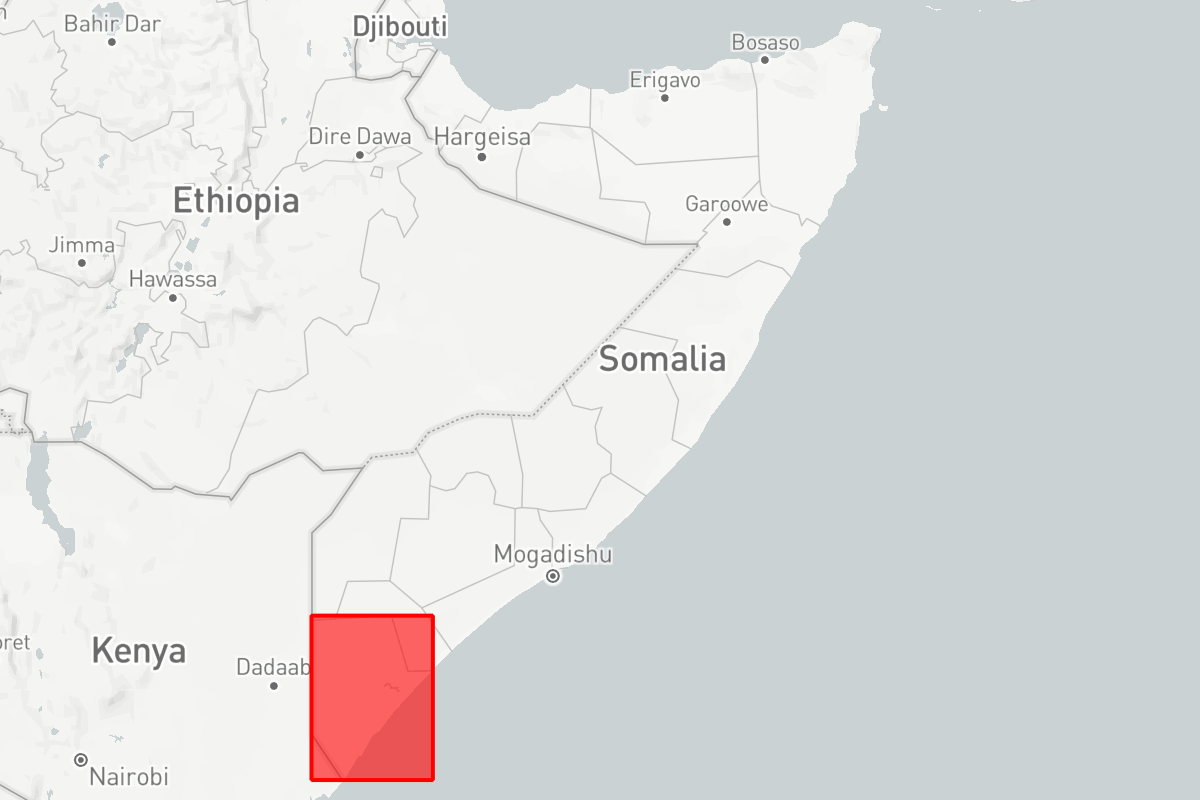 Bahir Dar
Djibouti
Bosaso
Erigavo
Dire Dawa
Hargeisa
Ethiopia
Garoowe
Jimma
Hawassa
Somalia
Mogadishu
Kenya
Dadaab
Nairobi